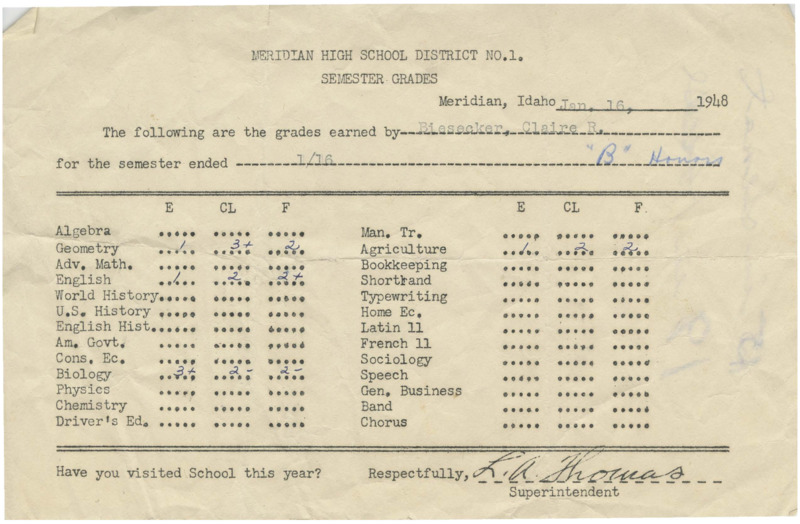 MERIDIAN HIGH SCHOOL DISTRICT NO.1.
SEMESTER GRADES
Meridian, Idaho Jan. 16, 1948
The following are the grades earned by Biesecker, Claire R.
for the semester ended 1/16 "B" Honors
E CL F E CL F
Algebra ..... ..... ..... Man. Tr. ..... ..... .....
Geometry 1 3+ 2 Agriculture 1 2 2
Adv. Math. ..... ..... ..... Bookkeeping ..... ..... .....
English 1 2 2+ Shorthand ..... ..... .....
World History ..... ..... ..... Typewriting ..... ..... .....
U.S. History ..... ..... ..... Home Ec. ..... ..... .....
English Hist. ..... ..... ..... Latin 11 ..... ..... .....
Am. Govt. ..... ..... ..... French 11 ..... ..... .....
Cons. Ec. ..... ..... ..... Sociology ..... ..... .....
Biology 3+ 2- 2- Speech ..... ..... .....
Physics ..... ..... ..... Gen. Business ..... ..... .....
Chemistry ..... ..... ..... Band ..... ..... .....
Driver's Ed. ..... ..... ..... Chorus ..... ..... .....
Have you visited School this year? Respectfully, L. A. Thomas
Superintendent